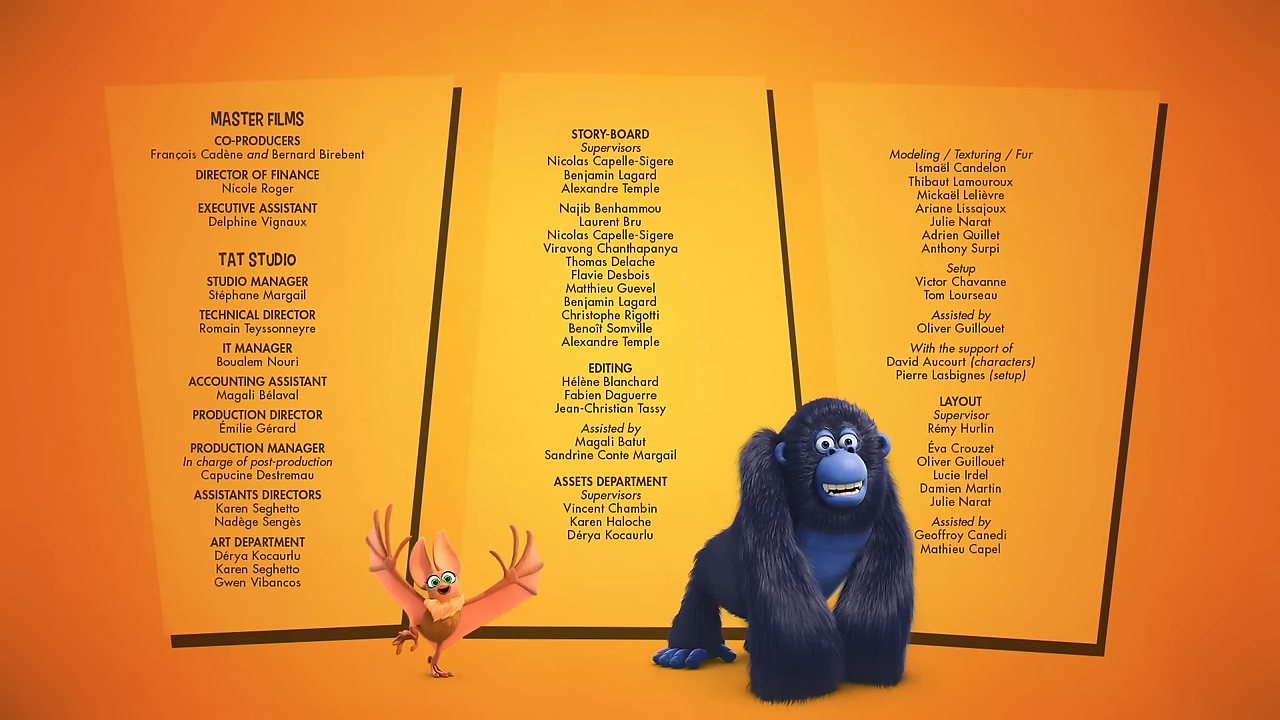 MASTER FILMS
CO-PRODUCERS
François Cadène and Bernard Birebent
DIRECTOR OF FINANCE
Nicole Roger
EXECUTIVE ASSISTANT
Delphine Vignaux
TAT STUDIO
STUDIO MANAGER
Stéphane Margail
TECHNICAL DIRECTOR
Romain Teyssonneyre
IT MANAGER
Boualem Nouri
ACCOUNTING ASSISTANT
Magali Bélaval
PRODUCTION DIRECTOR
Émilie Gérard
PRODUCTION MANAGER
In charge of post-production
Capucine Destremau
ASSISTANTS DIRECTORS
Karen Seghetto
Nadège Sengès
ART DEPARTMENT
Dérya Kocaurlu
Karen Seghetto
Gwen Vibancos
STORY-BOARD
Supervisors
Nicolas Capelle-Sigere
Benjamin Lagard
Alexandre Temple
Najib Benhammou
Laurent Bru
Nicolas Capelle-Sigere
Viravong Chanthapanya
Thomas Delache
Flavie Desbois
Matthieu Guevel
Benjamin Lagard
Christophe Rigotti
Benoît Somville
Alexandre Temple
EDITING
Hélène Blanchard
Fabien Daguerre
Jean-Christian Tassy
Assisted by
Magali Batut
Sandrine Conte Margail
ASSETS DEPARTMENT
Supervisors
Vincent Chambin
Karen Haloche
Dérya Kocaurlu
Modeling / Texturing / Fur
Ismaël Candelon
Thibaut Lamouroux
Mickaël Lelièvre
Ariane Lissajoux
Julie Narat
Adrien Quillet
Anthony Surpi
Setup
Victor Chavanne
Tom Lourseau
Assisted by
Oliver Guillouet
With the support of
David Aucourt (characters)
Pierre Lasbignes (setup)
LAYOUT
Supervisor
Rémy Hurlin
Éva Crouzet
Oliver Guillouet
Lucie Irdel
Damien Martin
Julie Narat
Assisted by
Geoffroy Canedi
Mathieu Capel